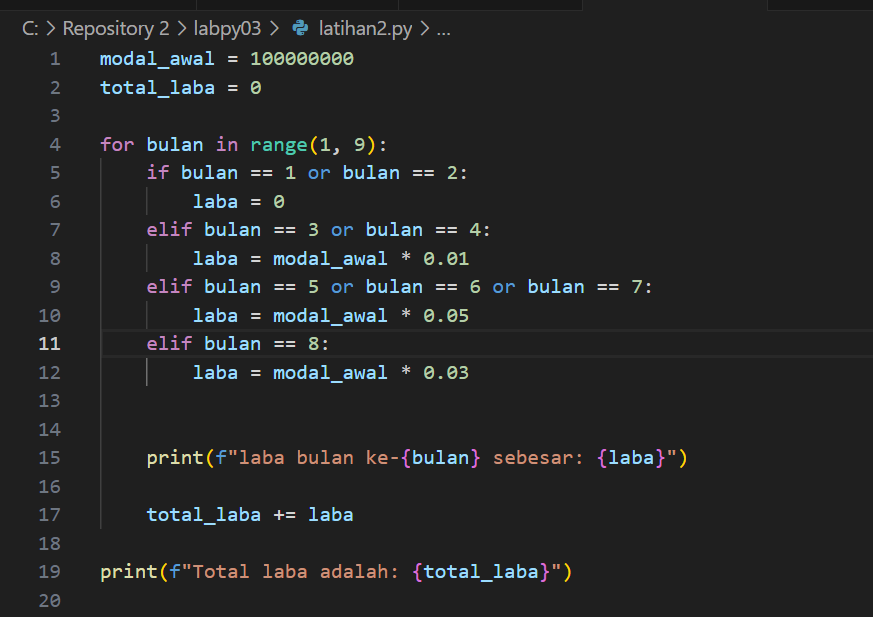 C: > Repository 2 > labpy03 > latihan2.py > ...
1 modal_awal = 100000000
2 total_laba = 0
3
4 for bulan in range(1, 9):
5     if bulan == 1 or bulan == 2:
6         laba = 0
7     elif bulan == 3 or bulan == 4:
8         laba = modal_awal * 0.01
9     elif bulan == 5 or bulan == 6 or bulan == 7:
10         laba = modal_awal * 0.05
11     elif bulan == 8:
12         laba = modal_awal * 0.03
13
14
15     print(f"laba bulan ke-{bulan} sebesar: {laba}")
16
17     total_laba += laba
18
19 print(f"Total laba adalah: {total_laba}")
20